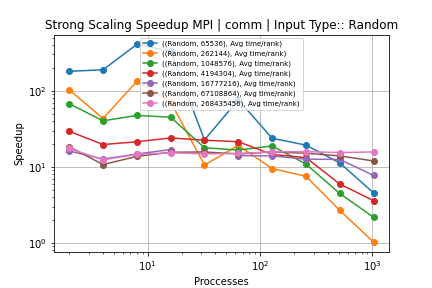 Strong Scaling Speedup MPI | comm | Input Type:: Random
((Random, 65536), Avg time/rank)
((Random, 262144), Avg time/rank)
((Random, 1048576), Avg time/rank)
((Random, 4194304), Avg time/rank)
((Random, 16777216), Avg time/rank)
((Random, 67108864), Avg time/rank)
((Random, 268435456), Avg time/rank)
Speedup
10²
10¹
10⁰
10¹ 10² 10³
Proccesses